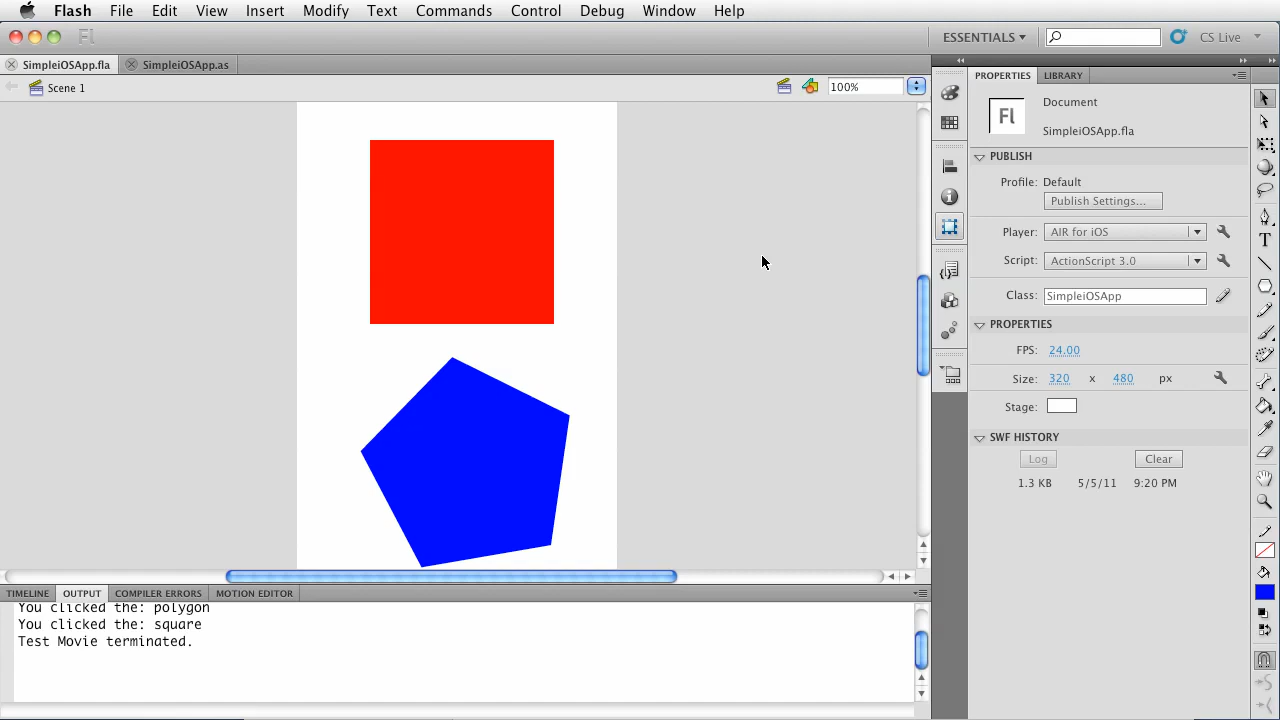 Flash File Edit View Insert Modify Text Commands Control Debug Window Help
Fl ESSENTIALS CS Live
SimpleiOSApp.fla SimpleiOSApp.as
Scene 1 100%
PROPERTIES LIBRARY
Fl
Document
SimpleiOSApp.fla
PUBLISH
Profile: Default
Publish Settings...
Player: AIR for iOS
Script: ActionScript 3.0
Class: SimpleiOSApp
PROPERTIES
FPS: 24.00
Size: 320 x 480 px
Stage:
SWF HISTORY
Log Clear
1.3 KB 5/5/11 9:20 PM
TIMELINE OUTPUT COMPILER ERRORS MOTION EDITOR
You clicked the: polygon
You clicked the: square
Test Movie terminated.